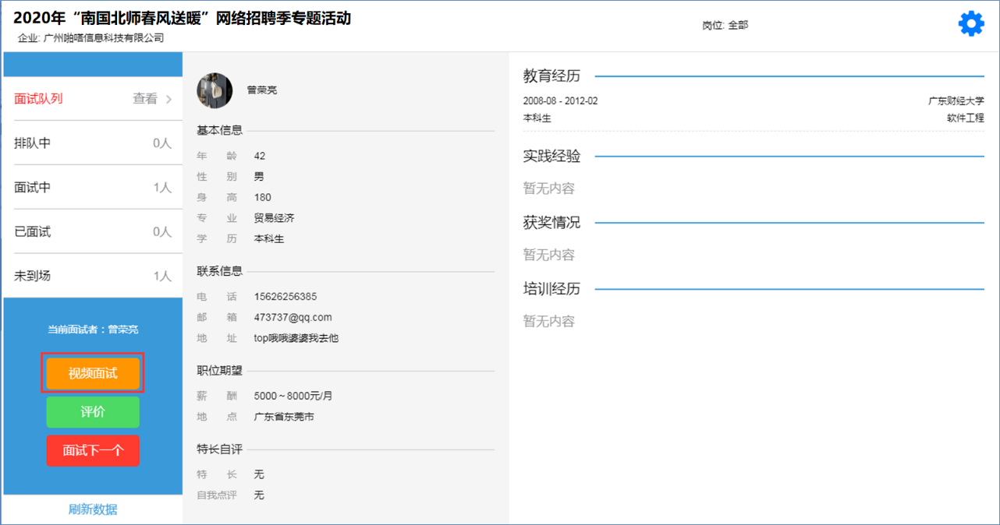 2020年“南国北师春风送暖”网络招聘季专题活动
企业: 广州啪嗒信息科技有限公司
岗位: 全部
面试队列 查看
排队中 0人
面试中 1人
已面试 0人
未到场 1人
当前面试者：曾荣亮
视频面试
评价
面试下一个
刷新数据
曾荣亮
基本信息
年 龄 42
性 别 男
身 高 180
专 业 贸易经济
学 历 本科生
联系信息
电 话 15626256385
邮 箱 473737@qq.com
地 址 top哦哦婆婆我去他
职位期望
薪 酬 5000～8000元/月
地 点 广东省东莞市
特长自评
特 长 无
自我点评 无
教育经历
2008-08 - 2012-02 广东财经大学
本科生 软件工程
实践经验
暂无内容
获奖情况
暂无内容
培训经历
暂无内容